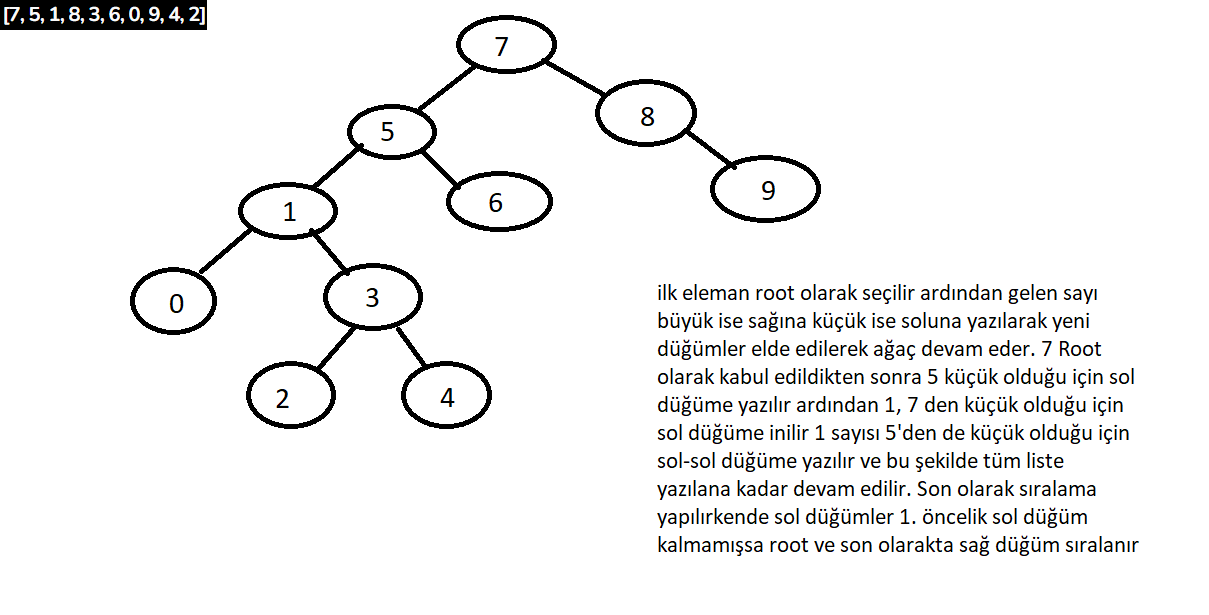 [7, 5, 1, 8, 3, 6, 0, 9, 4, 2]
7
5
8
1
6
9
0
3
2
4
ilk eleman root olarak seçilir ardından gelen sayı
büyük ise sağına küçük ise soluna yazılarak yeni
düğümler elde edilerek ağaç devam eder. 7 Root
olarak kabul edildikten sonra 5 küçük olduğu için sol
düğüme yazılır ardından 1, 7 den küçük olduğu için
sol düğüme inilir 1 sayısı 5'den de küçük olduğu için
sol-sol düğüme yazılır ve bu şekilde tüm liste
yazılana kadar devam edilir. Son olarak sıralama
yapılırkende sol düğümler 1. öncelik sol düğüm
kalmamışsa root ve son olarakta sağ düğüm sıralanır